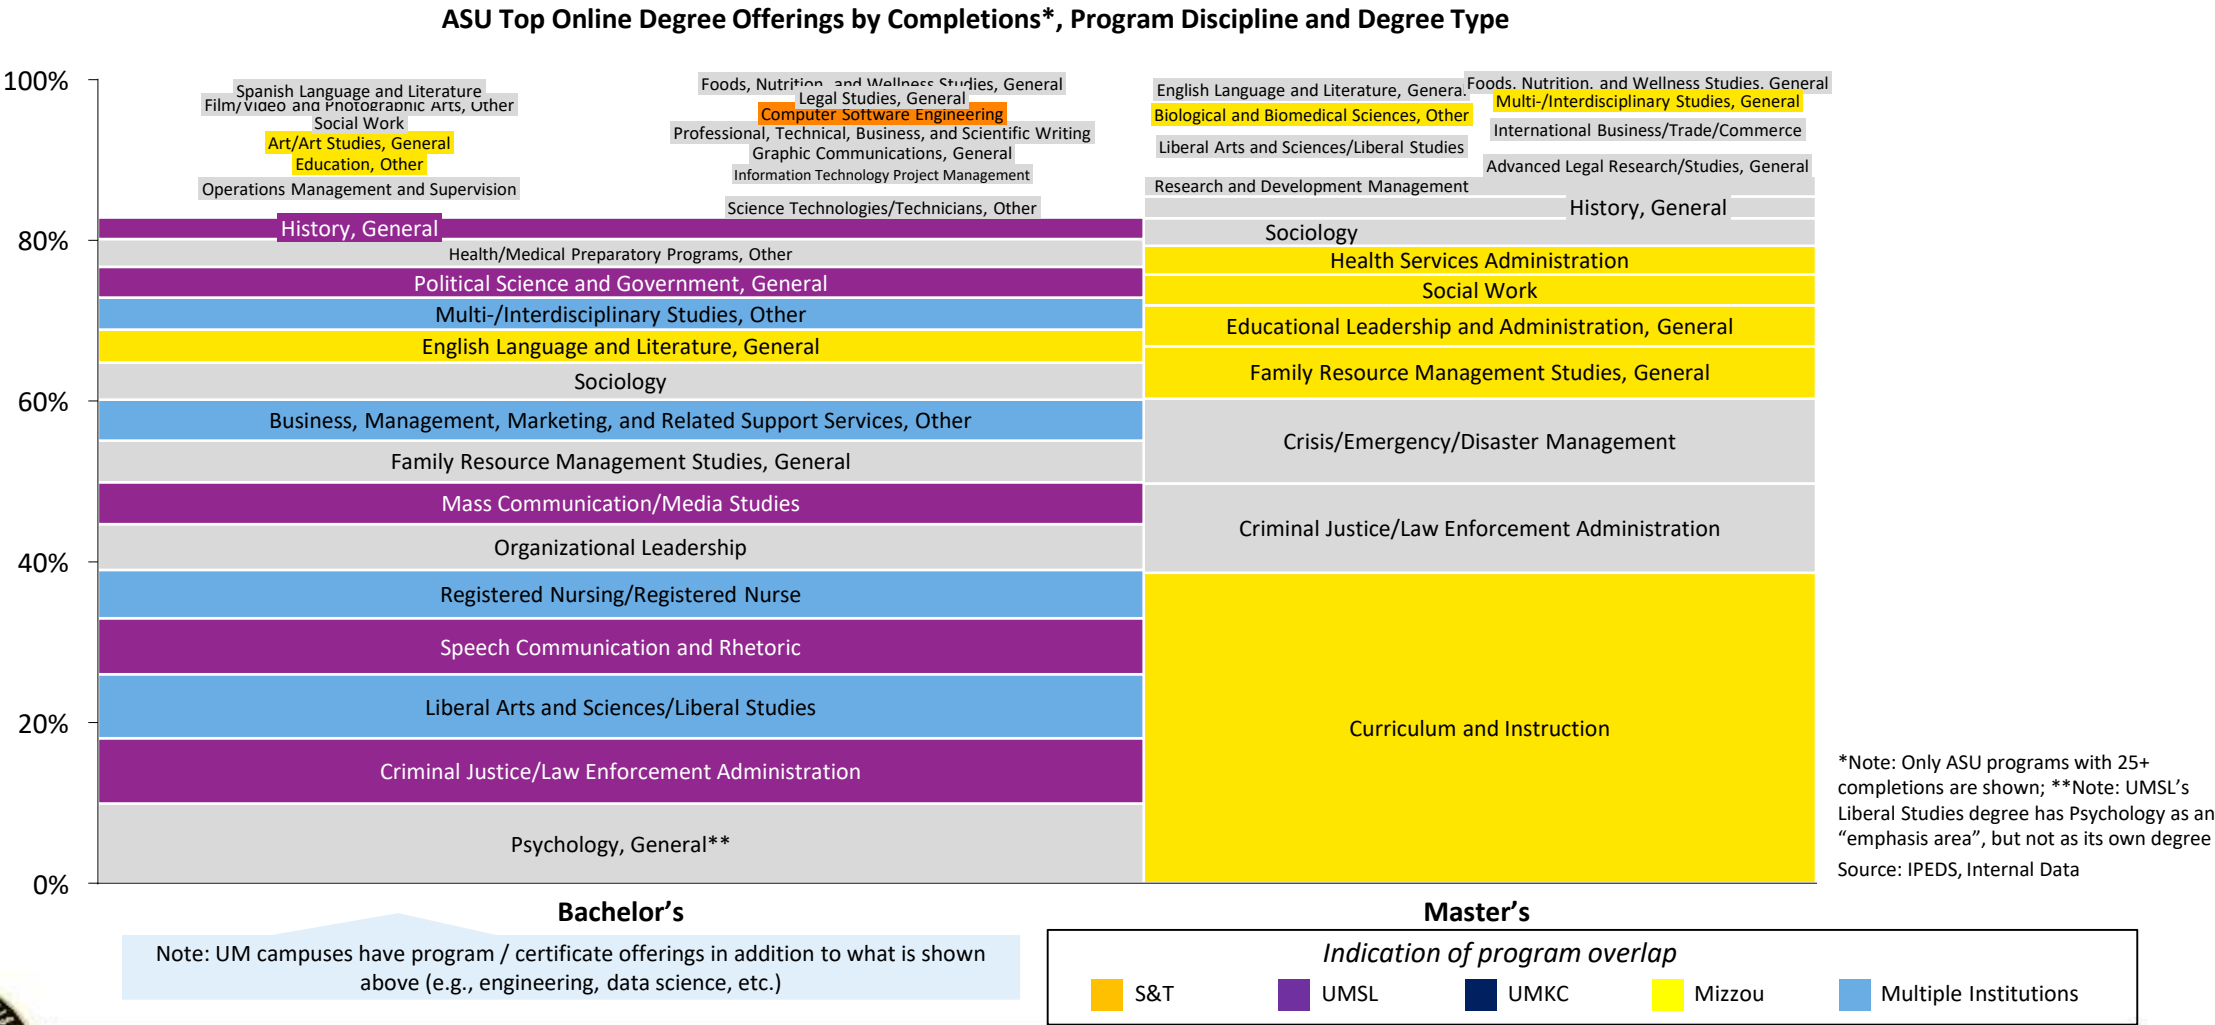 ASU Top Online Degree Offerings by Completions*, Program Discipline and Degree Type
100%
80%
60%
40%
20%
0%
Spanish Language and Literature
Film/Video and Photographic Arts, Other
Social Work
Art/Art Studies, General
Education, Other
Operations Management and Supervision
Foods, Nutrition, and Wellness Studies, General
Legal Studies, General
Computer Software Engineering
Professional, Technical, Business, and Scientific Writing
Graphic Communications, General
Information Technology Project Management
Science Technologies/Technicians, Other
History, General
Health/Medical Preparatory Programs, Other
Political Science and Government, General
Multi-/Interdisciplinary Studies, Other
English Language and Literature, General
Sociology
Business, Management, Marketing, and Related Support Services, Other
Family Resource Management Studies, General
Mass Communication/Media Studies
Organizational Leadership
Registered Nursing/Registered Nurse
Speech Communication and Rhetoric
Liberal Arts and Sciences/Liberal Studies
Criminal Justice/Law Enforcement Administration
Psychology, General**
Bachelor's
English Language and Literature, General
Biological and Biomedical Sciences, Other
Liberal Arts and Sciences/Liberal Studies
Research and Development Management
Foods, Nutrition, and Wellness Studies, General
Multi-/Interdisciplinary Studies, General
International Business/Trade/Commerce
Advanced Legal Research/Studies, General
History, General
Sociology
Health Services Administration
Social Work
Educational Leadership and Administration, General
Family Resource Management Studies, General
Crisis/Emergency/Disaster Management
Criminal Justice/Law Enforcement Administration
Curriculum and Instruction
Master's
*Note: Only ASU programs with 25+
completions are shown; **Note: UMSL's
Liberal Studies degree has Psychology as an
“emphasis area”, but not as its own degree
Source: IPEDS, Internal Data
Note: UM campuses have program / certificate offerings in addition to what is shown
above (e.g., engineering, data science, etc.)
Indication of program overlap
S&T
UMSL
UMKC
Mizzou
Multiple Institutions